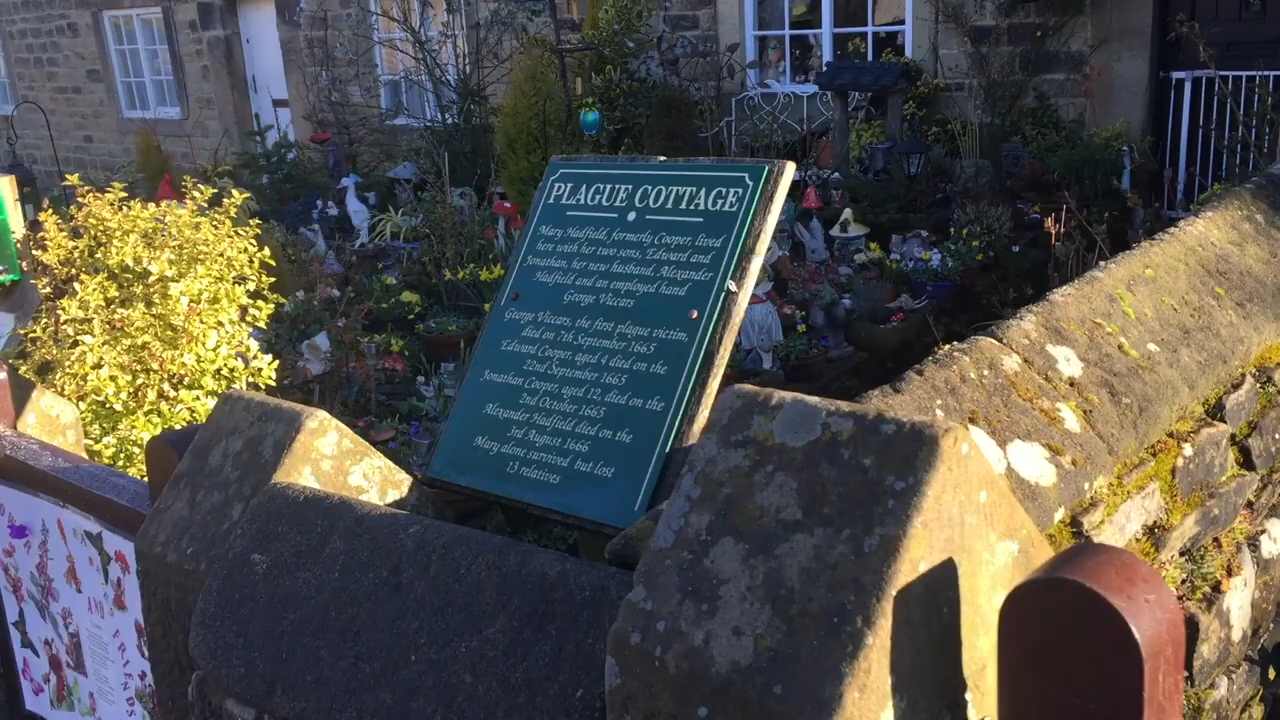 PLAGUE COTTAGE
Mary Hadfield, formerly Cooper, lived
here with her two sons, Edward and
Jonathan, her new husband, Alexander
Hadfield and an employed hand
George Viccars
George Viccars, the first plague victim,
died on 7th September 1665
Edward Cooper, aged 4 died on the
22nd September 1665
Jonathan Cooper, aged 12, died on the
2nd October 1665
Alexander Hadfield died on the
3rd August 1666
Mary alone survived but lost
13 relatives
AND
FRIENDS